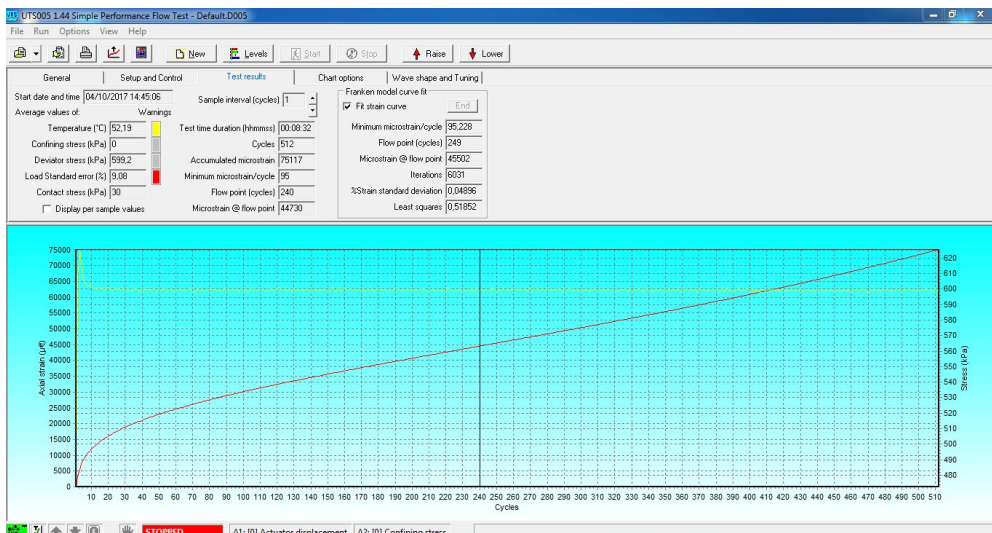 UTS005 1.44 Simple Performance Flow Test - Default.D005
File Run Options View Help
New Levels Start Stop Raise Lower
General Setup and Control Test results Chart options Wave shape and Tuning
Start date and time 04/10/2017 14:45:06
Average values of: Warnings
Temperature (°C) 52,19
Confining stress (kPa) 0
Deviator stress (kPa) 599,2
Load Standard error (%) 9,08
Contact stress (kPa) 30
Display per sample values
Sample interval (cycles) 1
Test time duration (hhmmss) 00:08:32
Cycles 512
Accumulated microstrain 75117
Minimum microstrain/cycle 95
Flow point (cycles) 240
Microstrain @ flow point 44730
Franken model curve fit
Fit strain curve End
Minimum microstrain/cycle 95,228
Flow point (cycles) 249
Microstrain @ flow point 45502
Iterations 6031
%Strain standard deviation 0,04896
Least squares 0,51852
Axial strain (µε)
75000
70000
65000
60000
55000
50000
45000
40000
35000
30000
25000
20000
15000
10000
5000
0
620
610
600
590
580
570
560
550
540
530
520
510
500
490
480
Stress (kPa)
10 20 30 40 50 60 70 80 90 100 110 120 130 140 150 160 170 180 190 200 210 220 230 240 250 260 270 280 290 300 310 320 330 340 350 360 370 380 390 400 410 420 430 440 450 460 470 480 490 500 510
Cycles
STOPPED A1: [0] Actuator displacement A2: [0] Confining stress